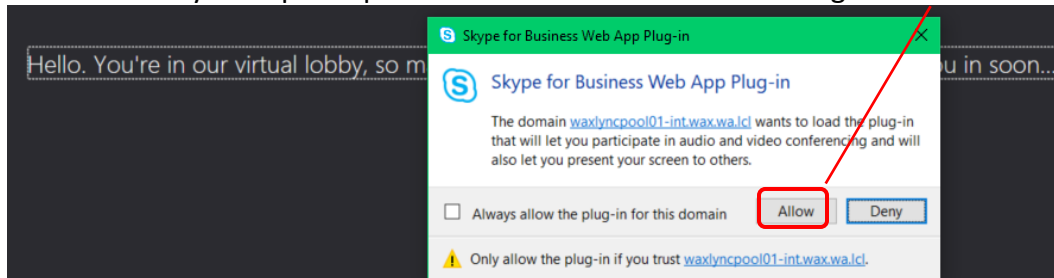 Skype for Business Web App Plug-in
Hello. You're in our virtual lobby, so m
u in soon...
Skype for Business Web App Plug-in
The domain waxlyncpool01-int.wax.wa.lcl wants to load the plug-in
that will let you participate in audio and video conferencing and will
also let you present your screen to others.
Always allow the plug-in for this domain
Allow
Deny
Only allow the plug-in if you trust waxlyncpool01-int.wax.wa.lcl.